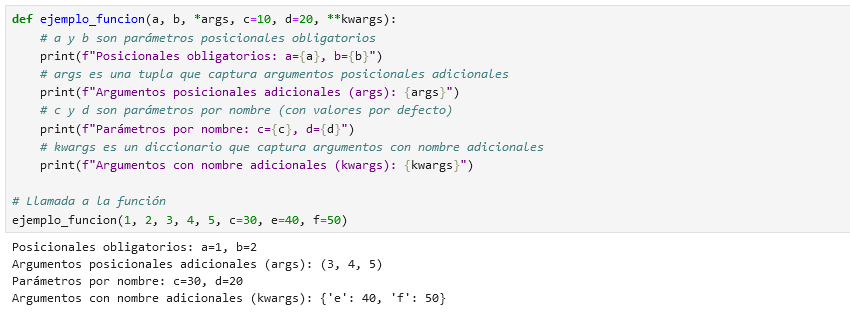 def ejemplo_funcion(a, b, *args, c=10, d=20, **kwargs):
    # a y b son parámetros posicionales obligatorios
    print(f"Posicionales obligatorios: a={a}, b={b}")
    # args es una tupla que captura argumentos posicionales adicionales
    print(f"Argumentos posicionales adicionales (args): {args}")
    # c y d son parámetros por nombre (con valores por defecto)
    print(f"Parámetros por nombre: c={c}, d={d}")
    # kwargs es un diccionario que captura argumentos con nombre adicionales
    print(f"Argumentos con nombre adicionales (kwargs): {kwargs}")

# Llamada a la función
ejemplo_funcion(1, 2, 3, 4, 5, c=30, e=40, f=50)
Posicionales obligatorios: a=1, b=2
Argumentos posicionales adicionales (args): (3, 4, 5)
Parámetros por nombre: c=30, d=20
Argumentos con nombre adicionales (kwargs): {'e': 40, 'f': 50}